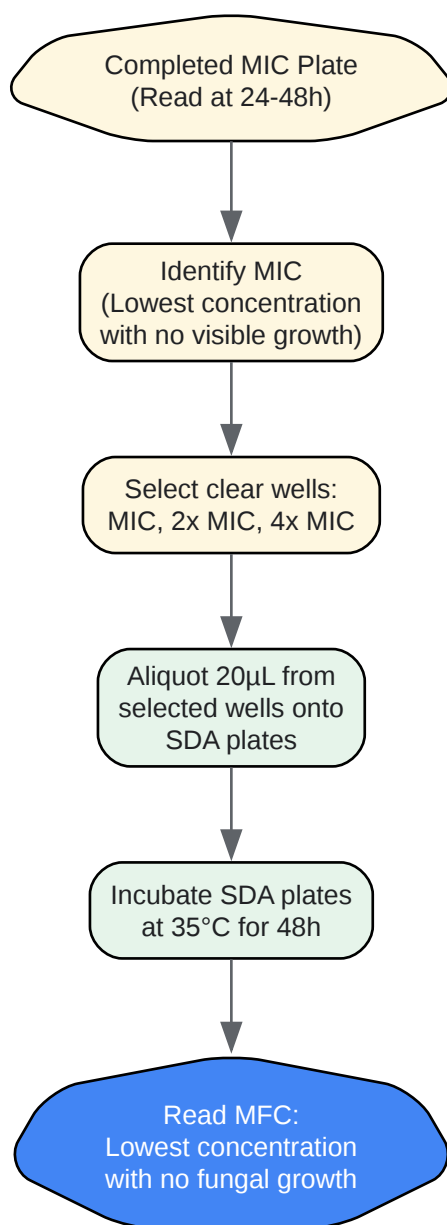 Completed MIC Plate
(Read at 24-48h)
Identify MIC
(Lowest concentration
with no visible growth)
Select clear wells:
MIC, 2x MIC, 4x MIC
Aliquot 20µL from
selected wells onto
SDA plates
Incubate SDA plates
at 35°C for 48h
Read MFC:
Lowest concentration
with no fungal growth